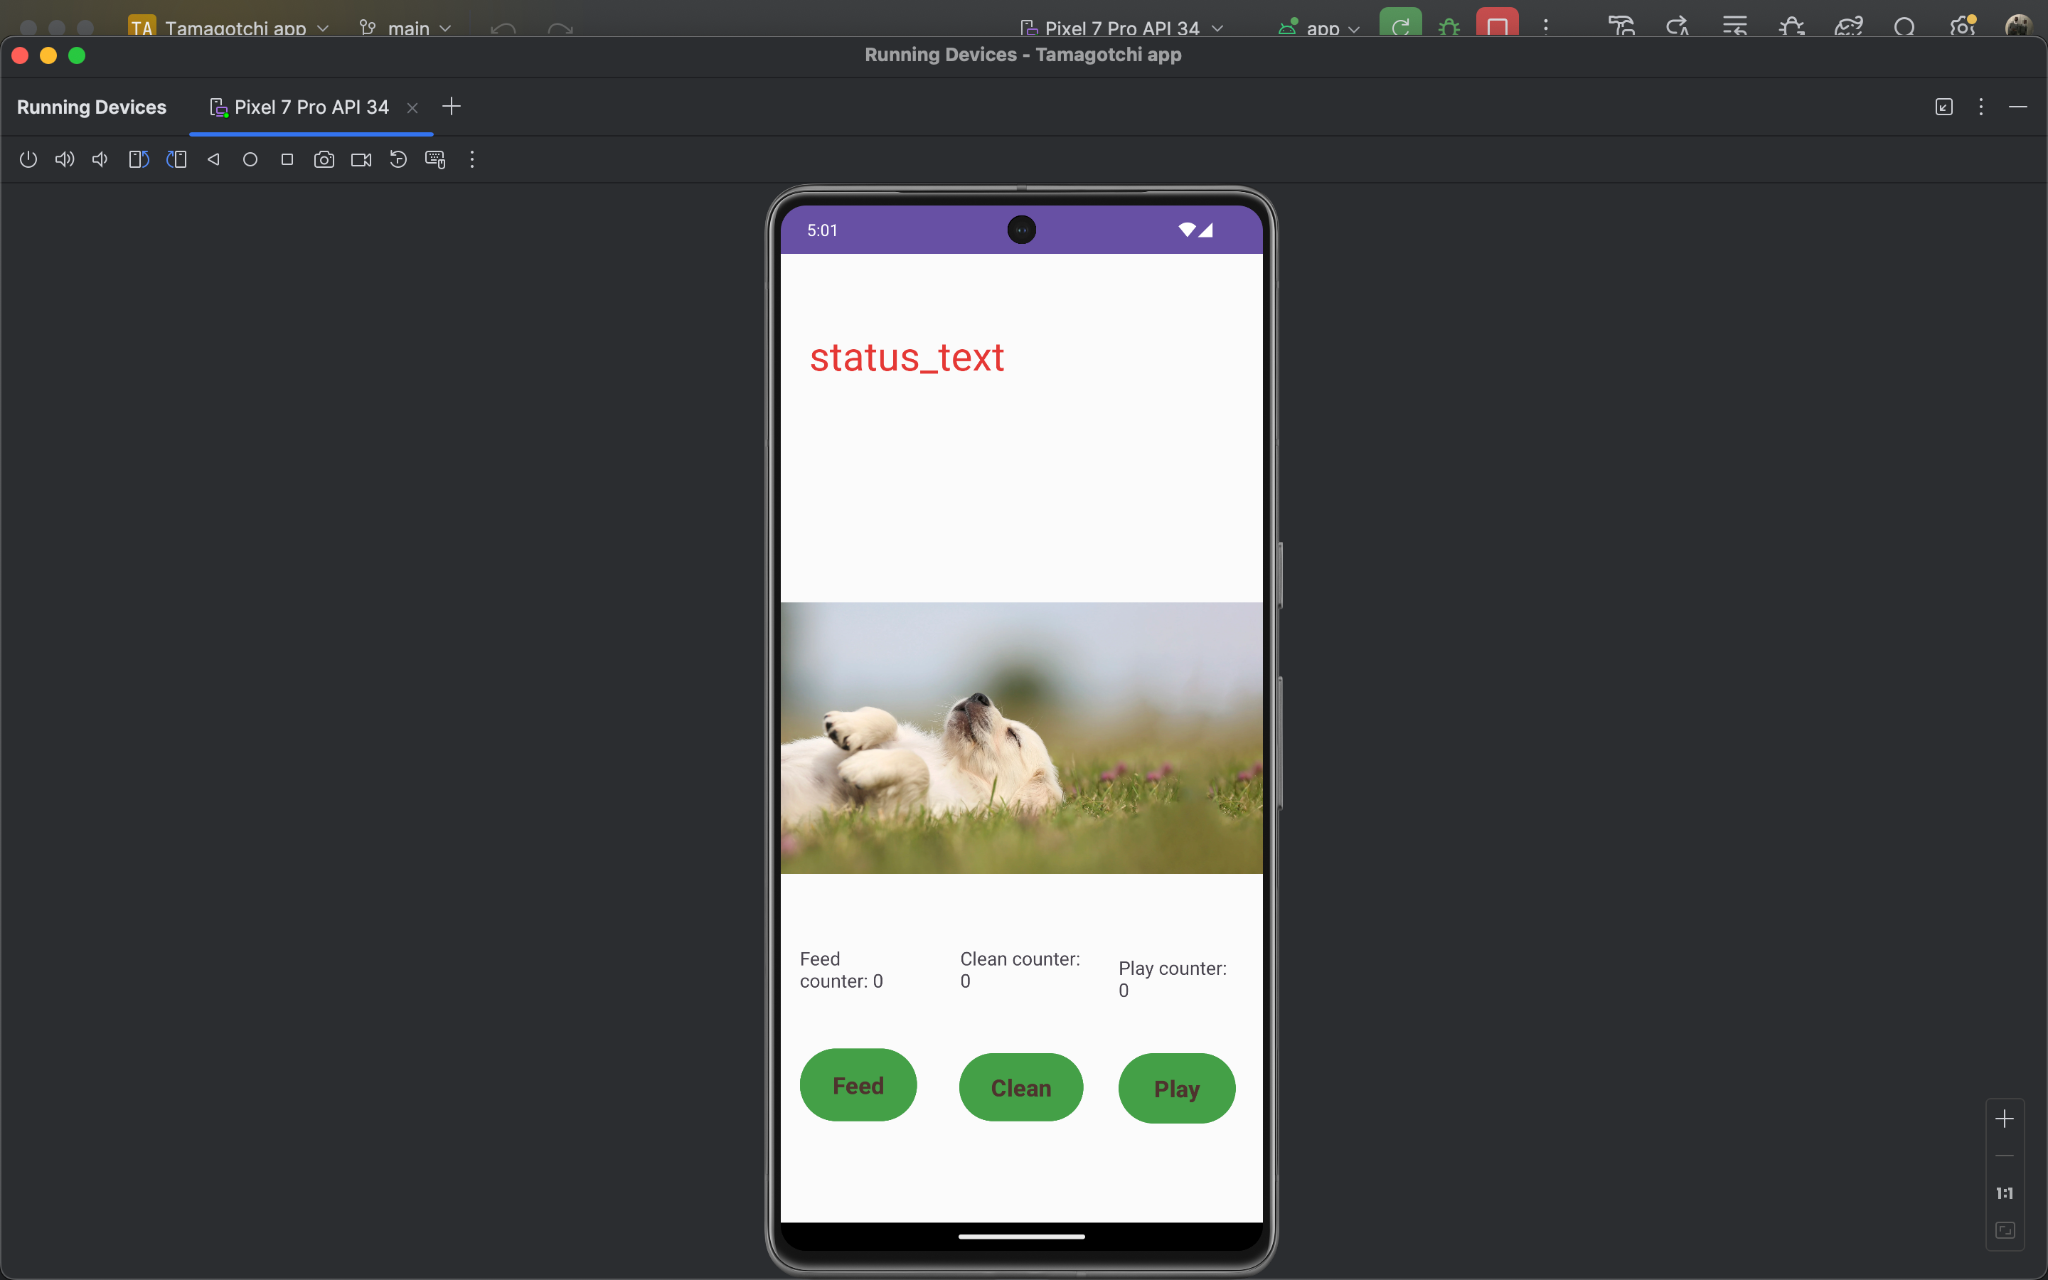 TA Tamagotchi app main Pixel 7 Pro API 34 app
Running Devices - Tamagotchi app
Running Devices Pixel 7 Pro API 34
5:01
status_text
Feed
counter: 0
Clean counter:
0
Play counter:
0
Feed
Clean
Play
1:1